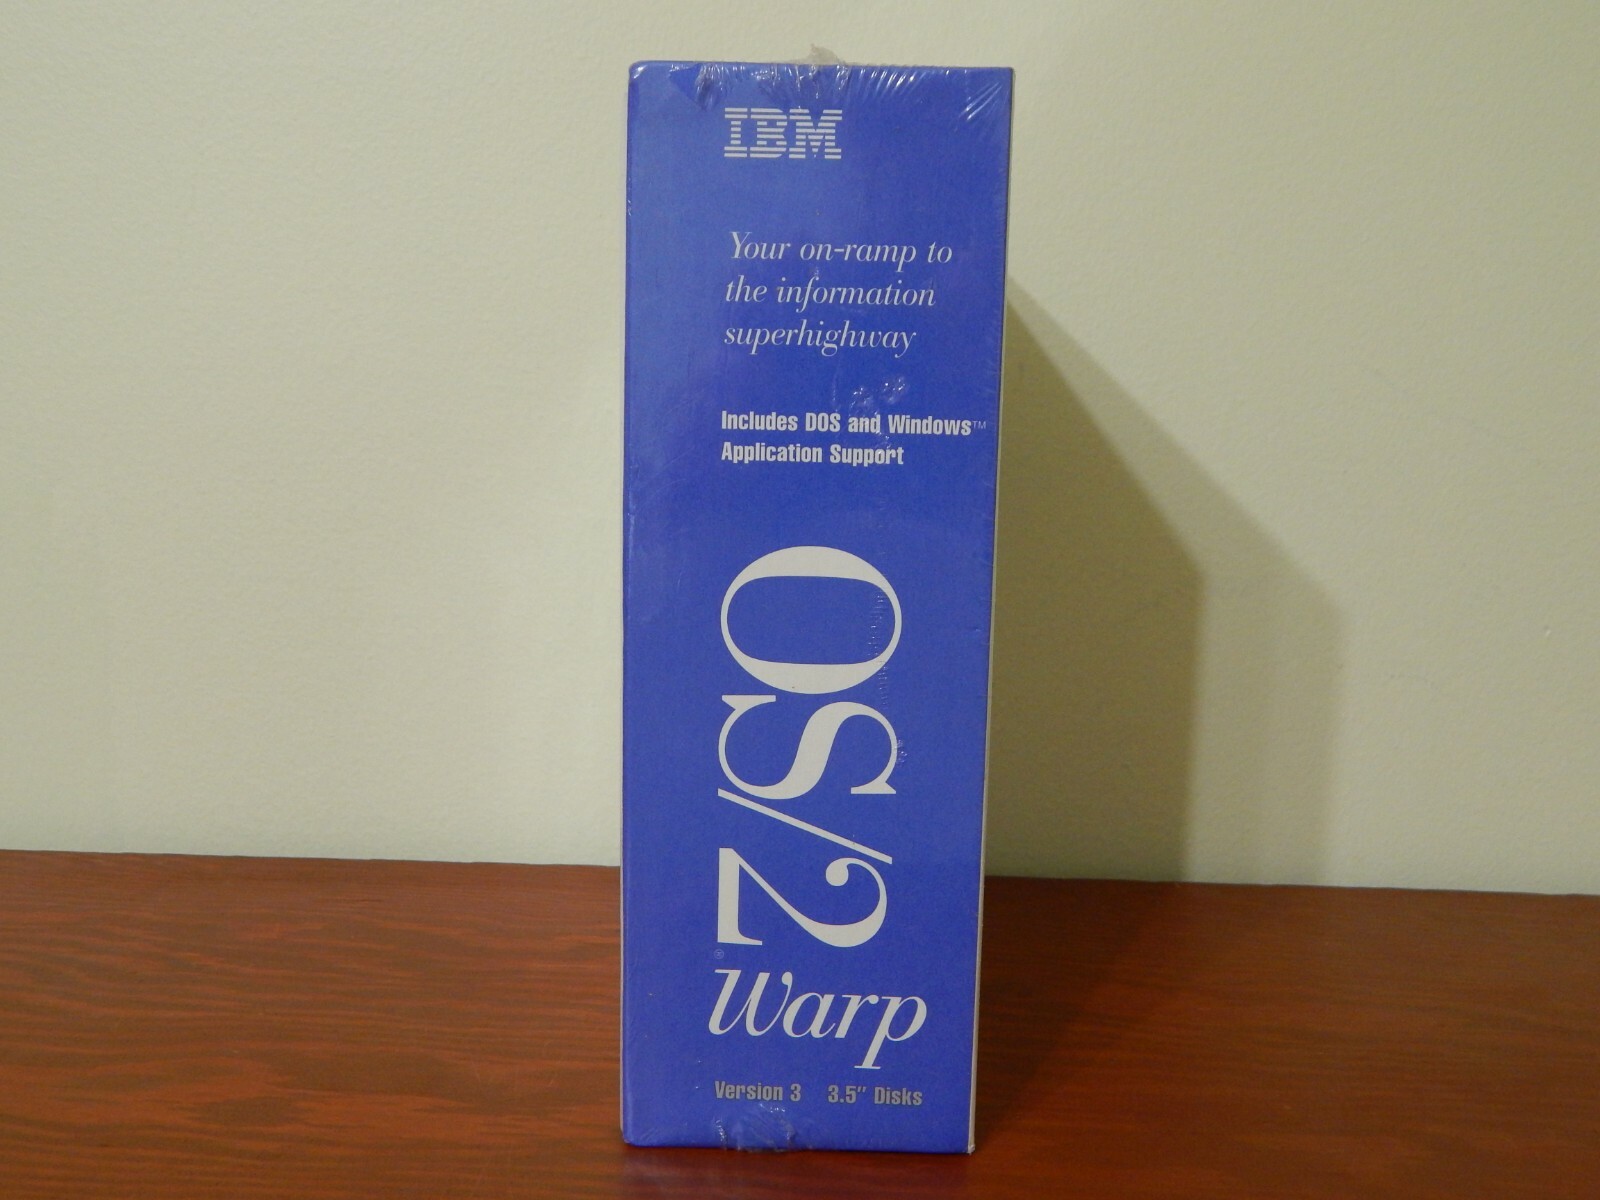 IBM
Your on-ramp to
the information
superhighway
Includes DOS and Windows™
Application Support
OS/2®
Warp
Version 3 3.5" Disks